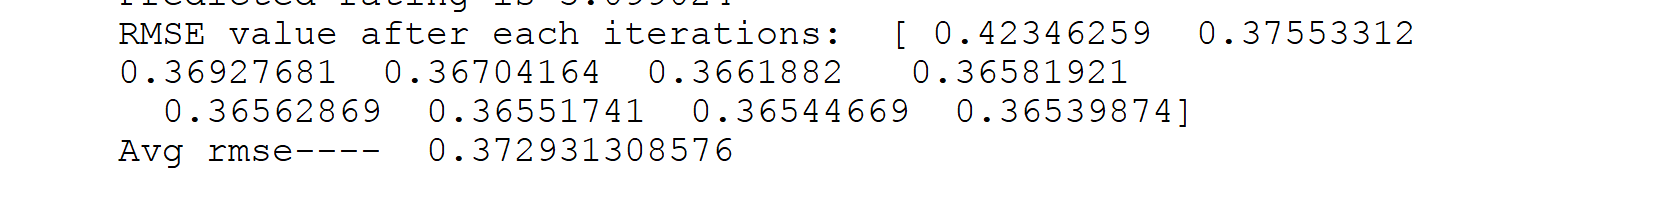 RMSE value after each iterations:  [ 0.42346259  0.37553312
0.36927681  0.36704164  0.3661882   0.36581921
  0.36562869  0.36551741  0.36544669  0.36539874]
Avg rmse----  0.372931308576